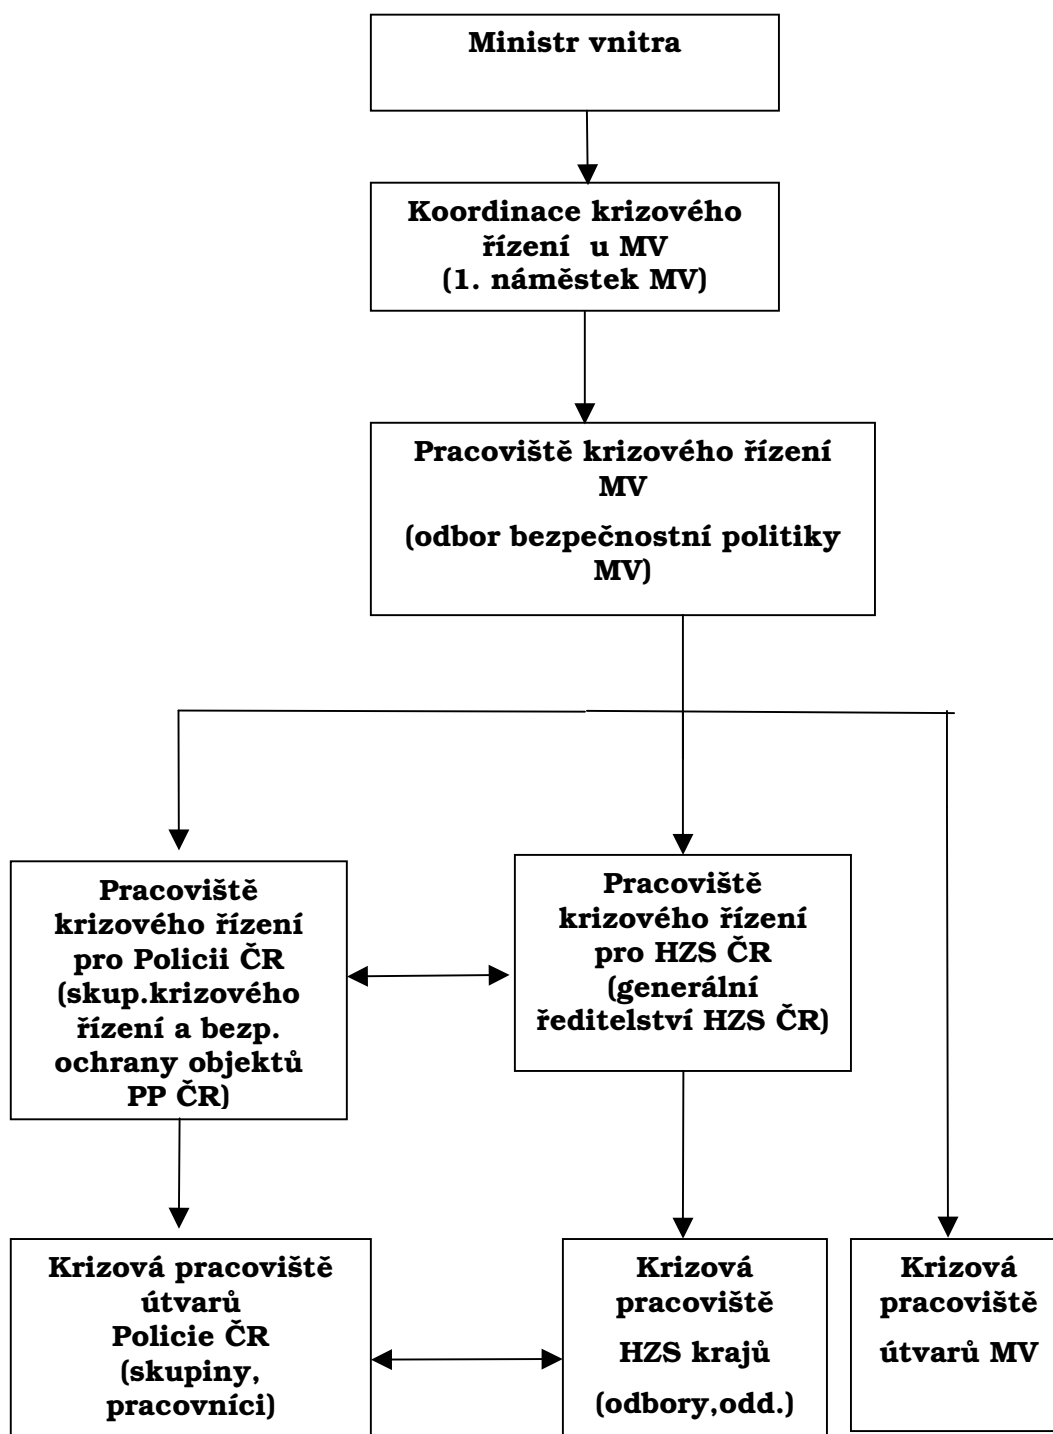 Ministr vnitra
Koordinace krizového
řízení  u MV
(1. náměstek MV)
Pracoviště krizového řízení
MV
(odbor bezpečnostní politiky
MV)
Pracoviště
krizového řízení
pro Policii ČR
(skup.krizového
řízení a bezp.
ochrany objektů
PP ČR)
Pracoviště
krizového řízení
pro HZS ČR
(generální
ředitelství HZS ČR)
Krizová pracoviště
útvarů
Policie ČR
(skupiny,
pracovníci)
Krizová
pracoviště
HZS krajů
(odbory,odd.)
Krizová
pracoviště
útvarů MV